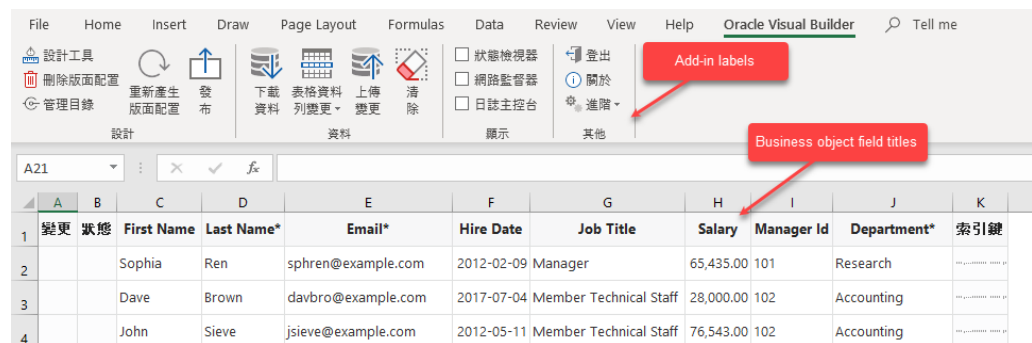 File Home Insert Draw Page Layout Formulas Data Review View Help Oracle Visual Builder Tell me
設計工具
刪除版面配置
管理目錄
重新產生
版面配置
發
布
設計
下載
資料
表格資料
列變更
上傳
變更
清
除
資料
狀態檢視器
網路監督器
日誌主控台
顯示
登出
關於
進階
其他
Add-in labels
Business object field titles
A21 fx
A B C D E F G H I J K
1 變更 狀態 First Name Last Name* Email* Hire Date Job Title Salary Manager Id Department* 索引鍵
2 Sophia Ren sphren@example.com 2012-02-09 Manager 65,435.00 101 Research
3 Dave Brown davbro@example.com 2017-07-04 Member Technical Staff 28,000.00 102 Accounting
4 John Sieve jsieve@example.com 2012-05-11 Member Technical Staff 76,543.00 102 Accounting